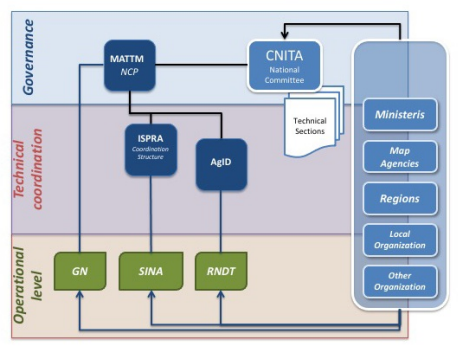 Governance
MATTM
NCP
CNITA
National
Committee
Technical
Sections
Ministeris
Map
Agencies
Regions
Local
Organization
Other
Organization
Technical
coordination
ISPRA
Coordination
Structure
AgID
Operational
level
GN
SINA
RNDT